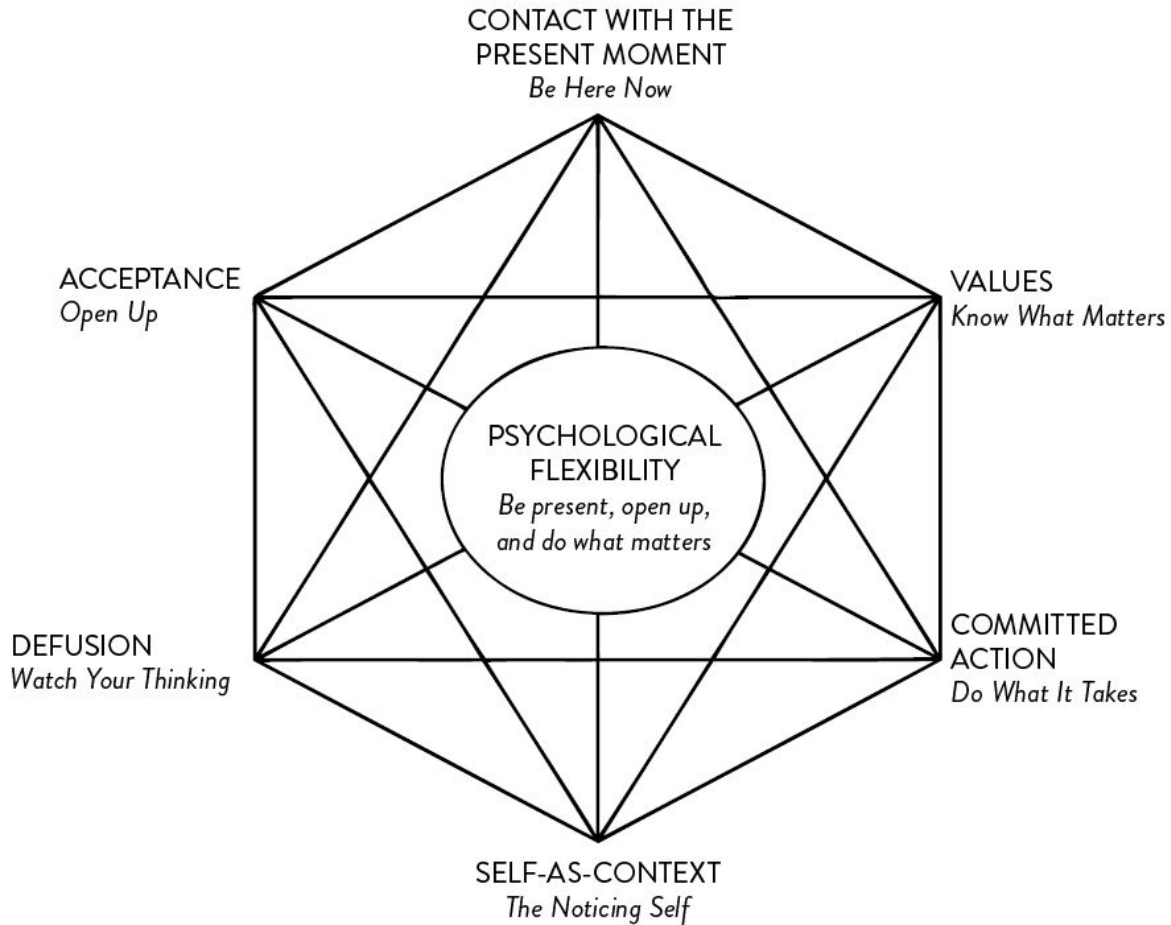 CONTACT WITH THE
PRESENT MOMENT
Be Here Now
ACCEPTANCE
Open Up
VALUES
Know What Matters
PSYCHOLOGICAL
FLEXIBILITY
Be present, open up,
and do what matters
DEFUSION
Watch Your Thinking
COMMITTED
ACTION
Do What It Takes
SELF-AS-CONTEXT
The Noticing Self